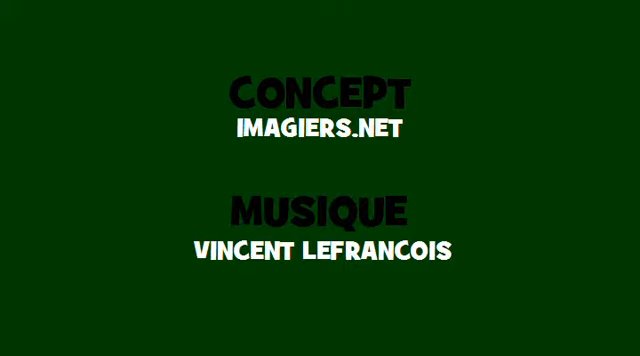 CONCEPT
IMAGIERS.NET
MUSIQUE
VINCENT LEFRANCOIS